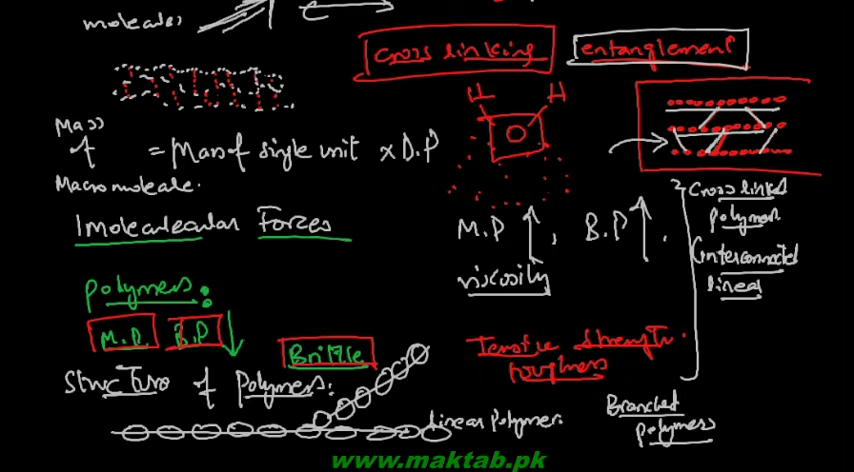 molecules
Cross linking
entanglement
H H
O
Mass
of
Macromolecule.
= Mass of single unit x D.P
Imoleculear Forces
M.P ↑, B.P ↑.
viscosity
Cross linked
polymer
(interconnected
linear
polymers:
M.P. B.P ↓
Brittle
Tensile strength.
toughness
Structure of Polymers:
Linear polymer:
Branched
polymers
www.maktab.pk